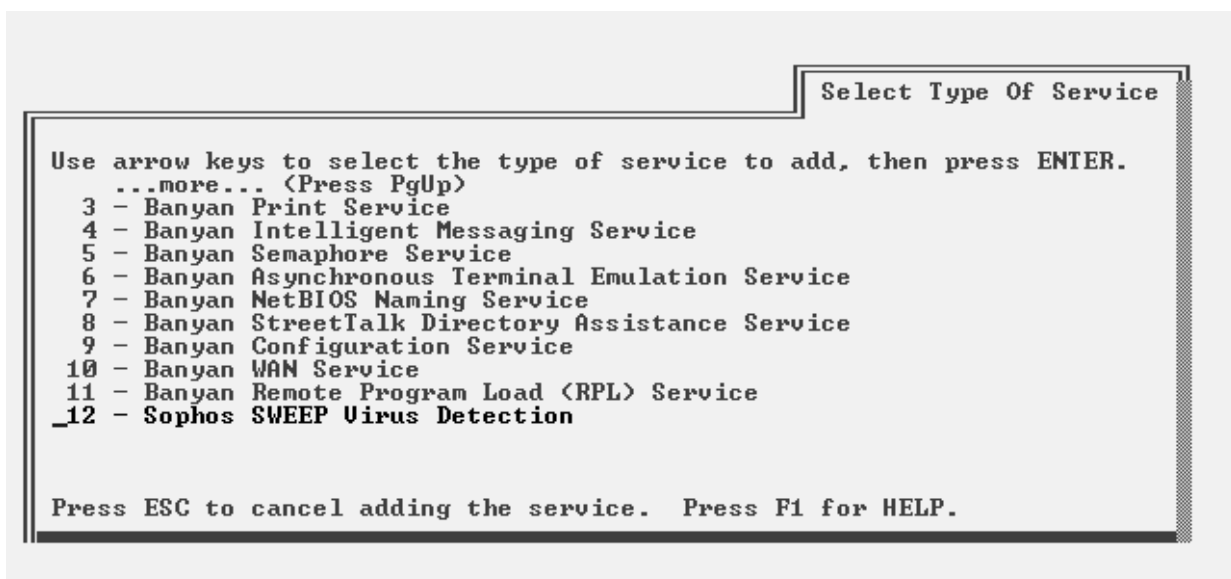 Select Type Of Service
Use arrow keys to select the type of service to add, then press ENTER.
...more... (Press PgUp)
3 - Banyan Print Service
4 - Banyan Intelligent Messaging Service
5 - Banyan Semaphore Service
6 - Banyan Asynchronous Terminal Emulation Service
7 - Banyan NetBIOS Naming Service
8 - Banyan StreetTalk Directory Assistance Service
9 - Banyan Configuration Service
10 - Banyan WAN Service
11 - Banyan Remote Program Load (RPL) Service
_12 - Sophos SWEEP Virus Detection
Press ESC to cancel adding the service. Press F1 for HELP.